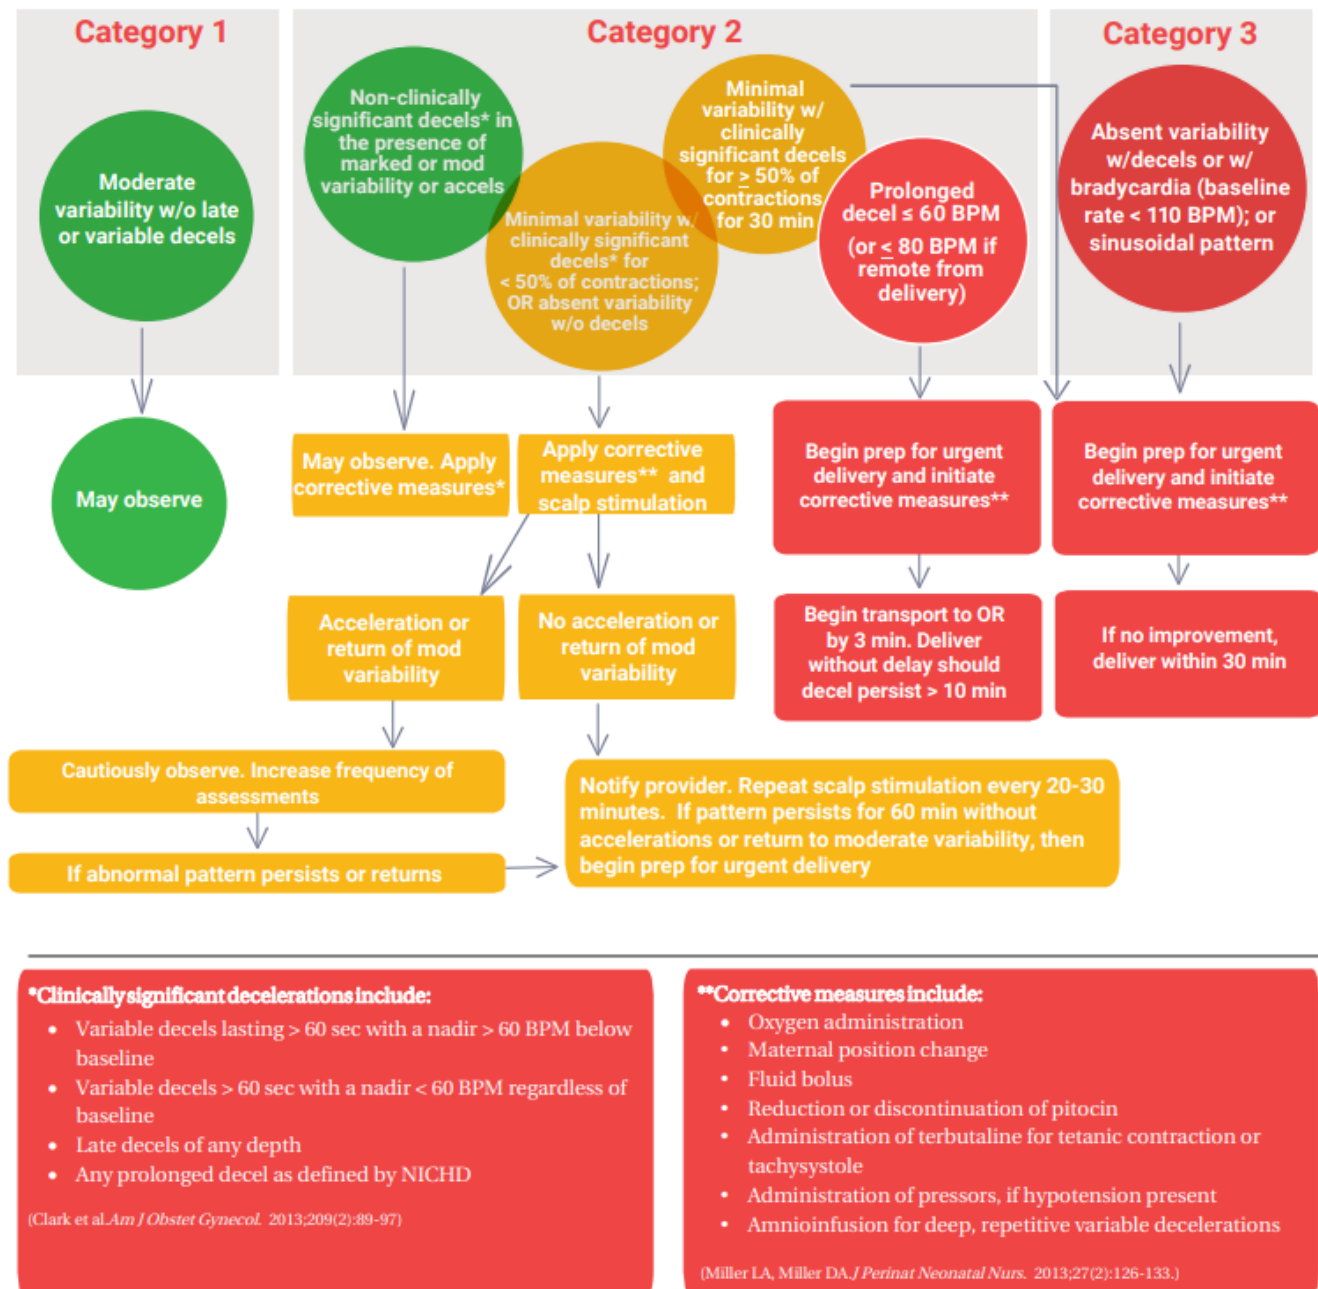 Category 1
Category 2
Category 3
Moderate
variability w/o late
or variable decels
Non-clinically
significant decels* in
the presence of
marked or mod
variability or accels
Minimal variability w/
clinically significant
decels* for
< 50% of contractions;
OR absent variability
w/o decels
Minimal
variability w/
clinically
significant decels
for ≥ 50% of
contractions
for 30 min
Prolonged
decel ≤ 60 BPM
(or ≤ 80 BPM if
remote from
delivery)
Absent variability
w/decels or w/
bradycardia (baseline
rate < 110 BPM); or
sinusoidal pattern
May observe
May observe. Apply
corrective measures*
Apply corrective
measures** and
scalp stimulation
Begin prep for urgent
delivery and initiate
corrective measures**
Begin prep for urgent
delivery and initiate
corrective measures**
Acceleration or
return of mod
variability
No acceleration or
return of mod
variability
Begin transport to OR
by 3 min. Deliver
without delay should
decel persist > 10 min
If no improvement,
deliver within 30 min
Cautiously observe. Increase frequency of
assessments
If abnormal pattern persists or returns
Notify provider. Repeat scalp stimulation every 20-30
minutes. If pattern persists for 60 min without
accelerations or return to moderate variability, then
begin prep for urgent delivery
*Clinically significant decelerations include:
• Variable decels lasting > 60 sec with a nadir > 60 BPM below
baseline
• Variable decels > 60 sec with a nadir < 60 BPM regardless of
baseline
• Late decels of any depth
• Any prolonged decel as defined by NICHD
(Clark et al.Am J Obstet Gynecol. 2013;209(2):89-97)
**Corrective measures include:
• Oxygen administration
• Maternal position change
• Fluid bolus
• Reduction or discontinuation of pitocin
• Administration of terbutaline for tetanic contraction or
tachysystole
• Administration of pressors, if hypotension present
• Amnioinfusion for deep, repetitive variable decelerations
(Miller LA, Miller DA.J Perinat Neonatal Nurs. 2013;27(2):126-133.)